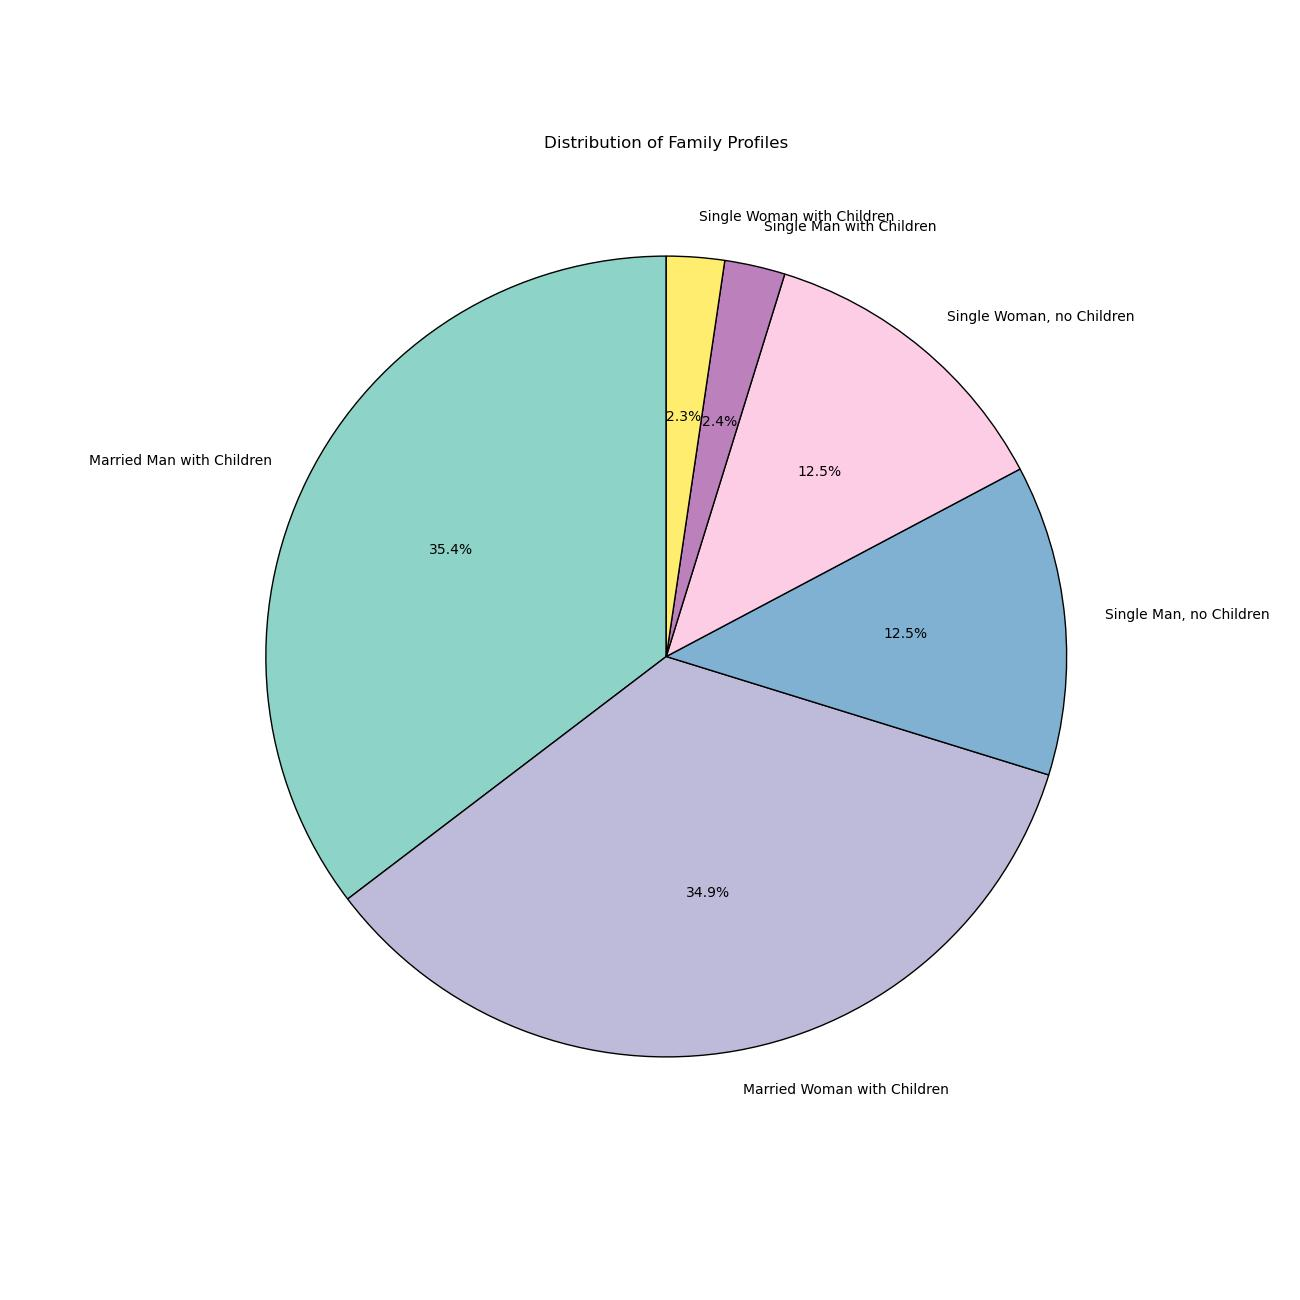 Distribution of Family Profiles
Single Woman with Children
Single Man with Children
Single Woman, no Children
2.3%
2.4%
Married Man with Children
12.5%
35.4%
Single Man, no Children
12.5%
34.9%
Married Woman with Children